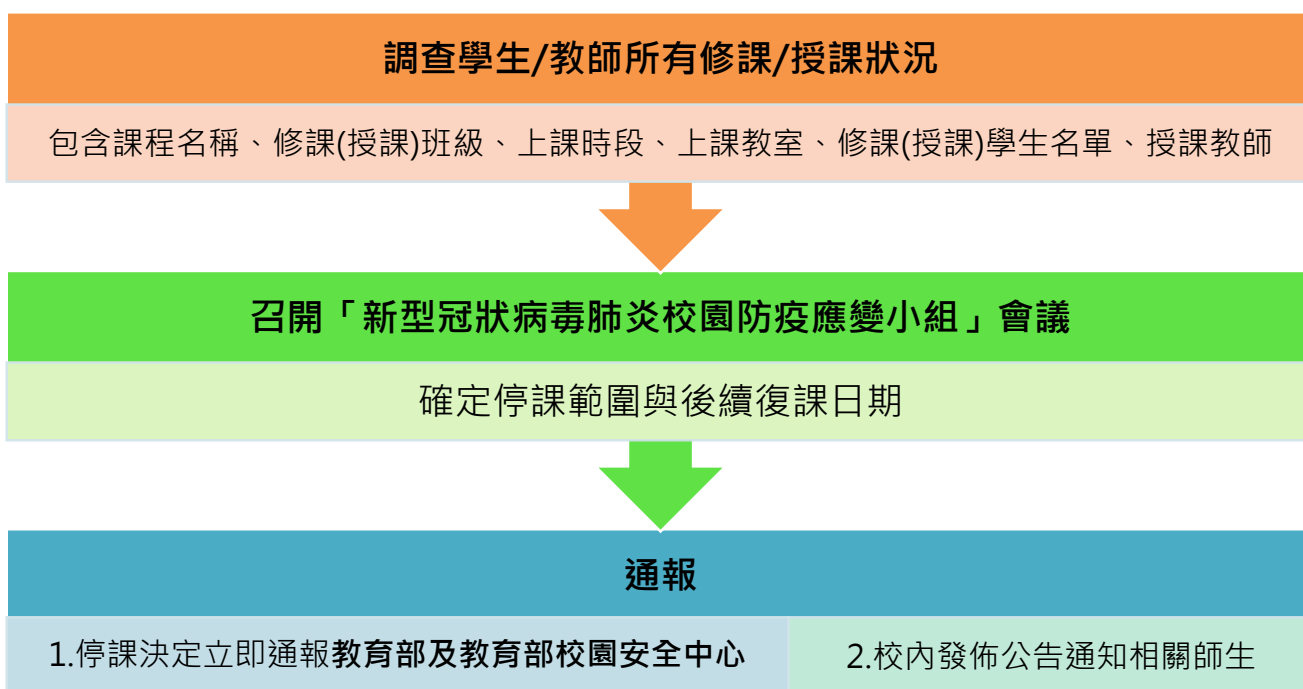 調查學生/教師所有修課/授課狀況
包含課程名稱、修課(授課)班級、上課時段、上課教室、修課(授課)學生名單、授課教師
召開「新型冠狀病毒肺炎校園防疫應變小組」會議
確定停課範圍與後續復課日期
通報
1.停課決定立即通報教育部及教育部校園安全中心
2.校內發佈公告通知相關師生